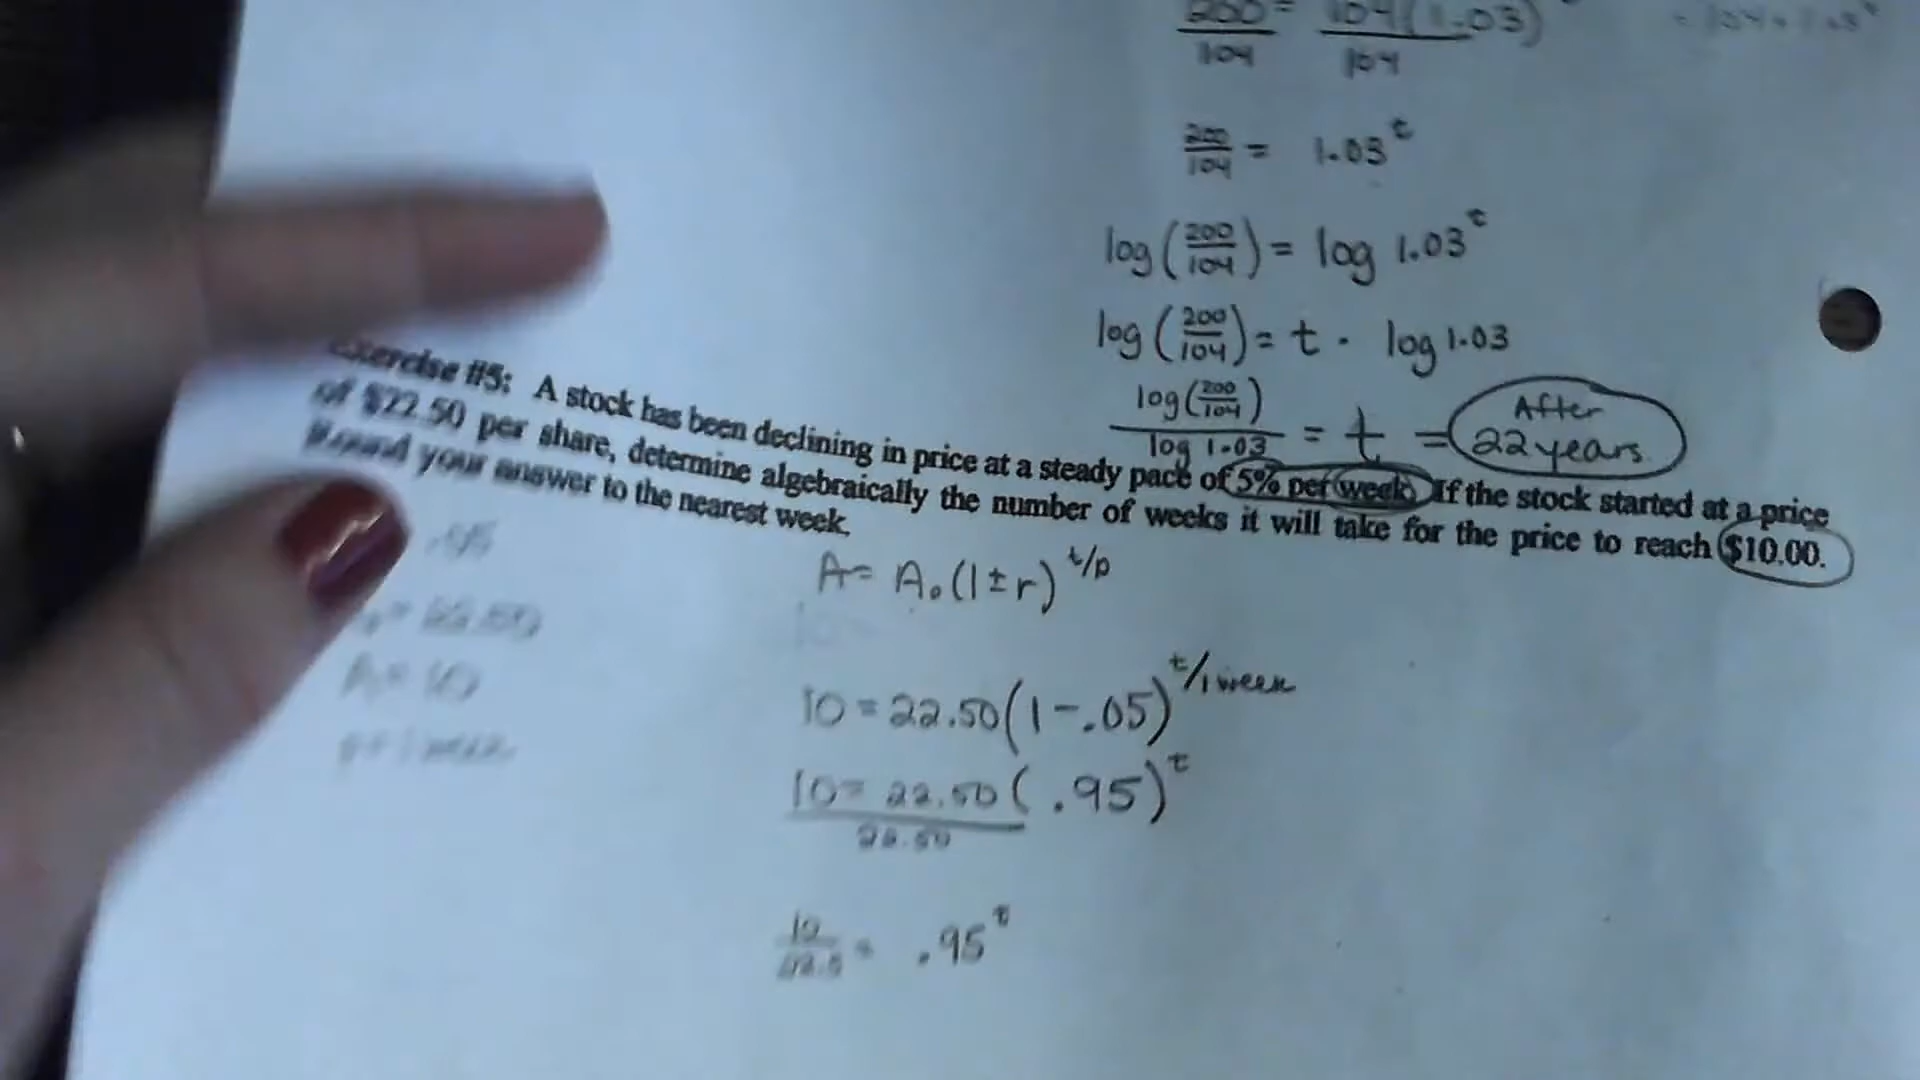 200 = 104(1.03)
104 104
200/104 = 1.03^t
log(200/104) = log 1.03^t
log(200/104) = t · log 1.03
log(200/104)/log 1.03 = t = After 22 years
Exercise #5: A stock has been declining in price at a steady pace of 5% per week. If the stock started at a price
of $22.50 per share, determine algebraically the number of weeks it will take for the price to reach $10.00.
Round your answer to the nearest week.
A = A₀(1±r)^t/p
= 22.50
A = 10
10 = 22.50(1-.05)^t/1 week
10 = 22.50(.95)^t
22.50
10/22.5 = .95^t